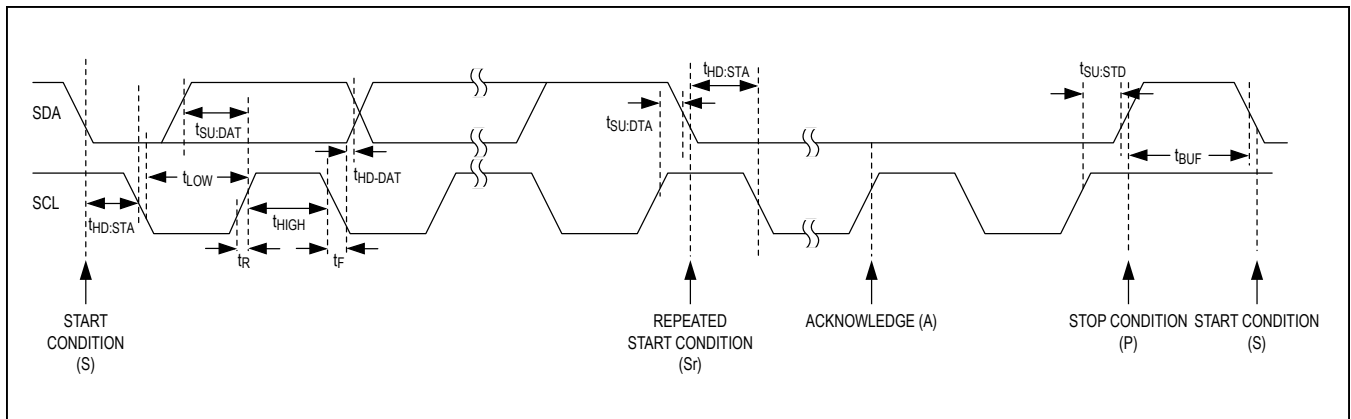 SDA
tSU:DAT
tHD-DAT
tSU:DTA
tHD:STA
tSU:STD
tBUF
SCL
tHD:STA
tLOW
tR
tHIGH
tF
START
CONDITION
(S)
REPEATED
START CONDITION
(Sr)
ACKNOWLEDGE (A)
STOP CONDITION
(P)
START CONDITION
(S)